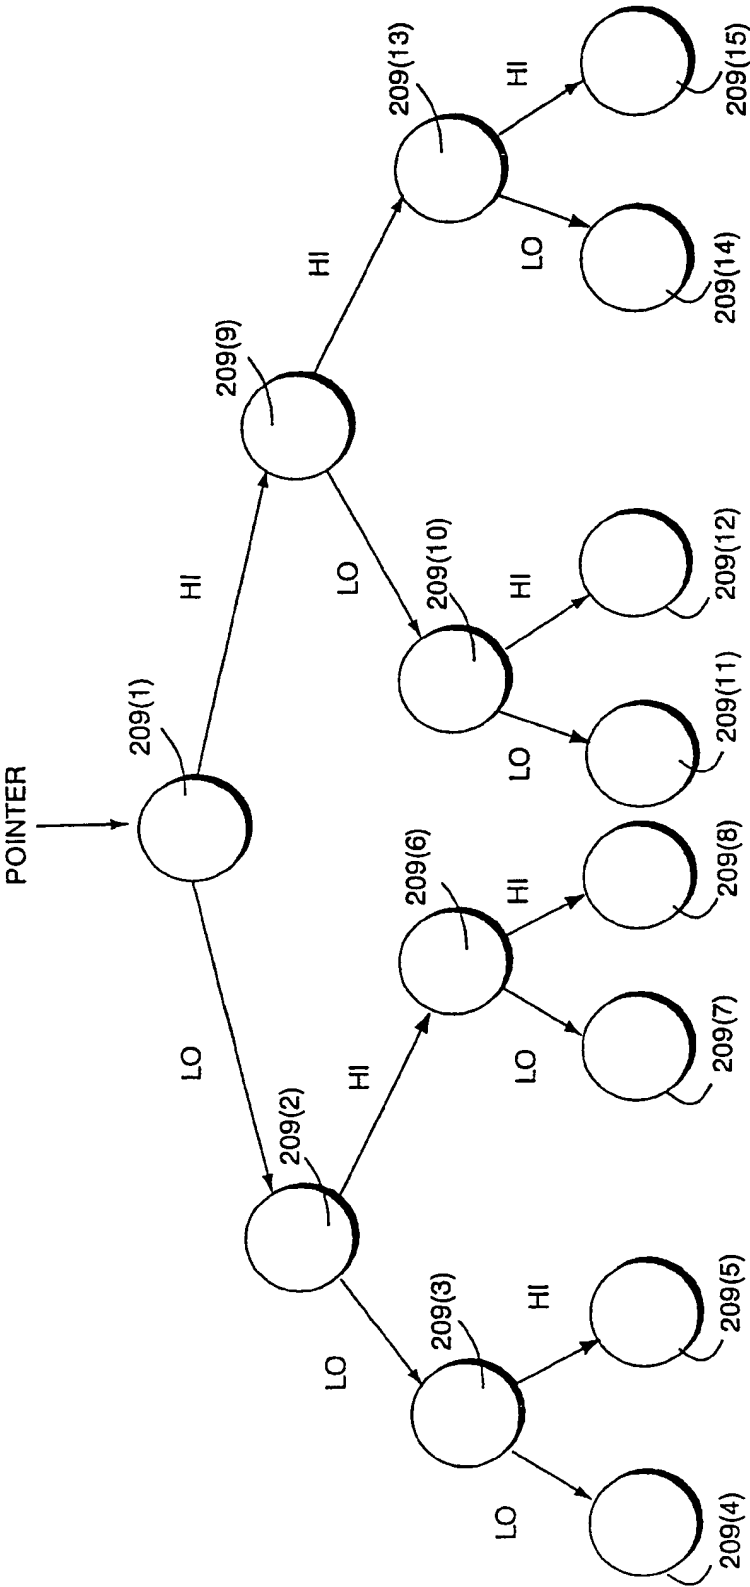 POINTER
209(1)
LO
HI
209(2)
209(9)
LO
HI
LO
HI
209(3)
209(6)
209(10)
209(13)
LO
HI
LO
HI
LO
HI
LO
HI
209(4)
209(5)
209(7)
209(8)
209(11)
209(12)
209(14)
209(15)